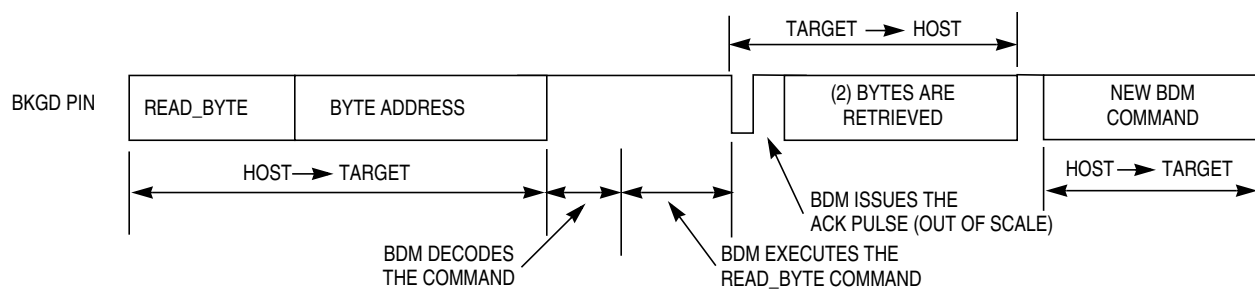 TARGET → HOST
BKGD PIN
READ_BYTE
BYTE ADDRESS
(2) BYTES ARE
RETRIEVED
NEW BDM
COMMAND
HOST → TARGET
HOST → TARGET
BDM ISSUES THE
ACK PULSE (OUT OF SCALE)
BDM DECODES
THE COMMAND
BDM EXECUTES THE
READ_BYTE COMMAND